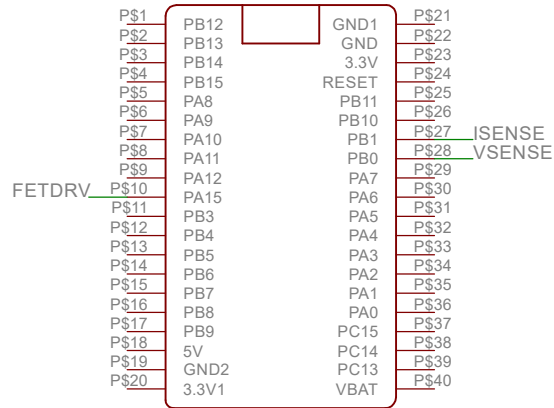 P$1 PB12 GND1 P$21
P$2 PB13 GND P$22
P$3 PB14 3.3V P$23
P$4 PB15 RESET P$24
P$5 PA8 PB11 P$25
P$6 PA9 PB10 P$26
P$7 PA10 PB1 P$27 ISENSE
P$8 PA11 PB0 P$28 VSENSE
P$9 PA12 PA7 P$29
FETDRV P$10 PA15 PA6 P$30
P$11 PB3 PA5 P$31
P$12 PB4 PA4 P$32
P$13 PB5 PA3 P$33
P$14 PB6 PA2 P$34
P$15 PB7 PA1 P$35
P$16 PB8 PA0 P$36
P$17 PB9 PC15 P$37
P$18 5V PC14 P$38
P$19 GND2 PC13 P$39
P$20 3.3V1 VBAT P$40